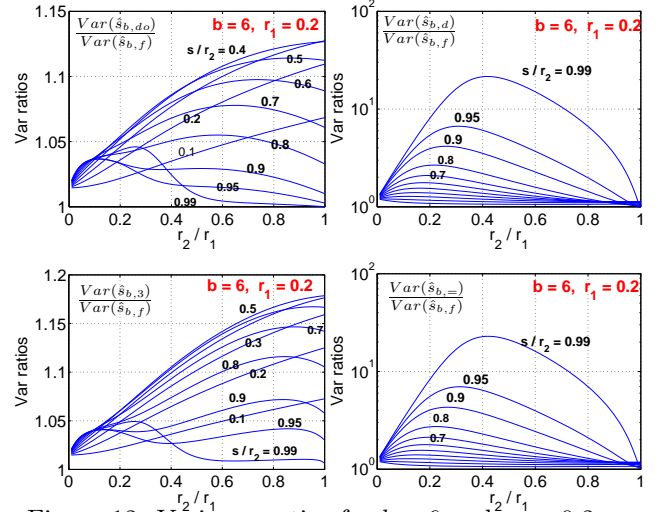 Var(ŝ_{b,do}) / Var(ŝ_{b,f})
b = 6, r_1 = 0.2
s / r_2 = 0.4
0.5
0.6
0.7
0.2
0.8
0.1
0.9
0.95
0.99
Var ratios
1.15
1.1
1.05
1
0 0.2 0.4 0.6 0.8 1
r_2 / r_1
Var(ŝ_{b,d}) / Var(ŝ_{b,f})
b = 6, r_1 = 0.2
s / r_2 = 0.99
0.95
0.9
0.8
0.7
Var ratios
10^2
10^1
10^0
0 0.2 0.4 0.6 0.8 1
r_2 / r_1
Var(ŝ_{b,3}) / Var(ŝ_{b,f})
b = 6, r_1 = 0.2
0.5
0.7
0.3
0.8
0.2
0.9
0.1
0.95
s / r_2 = 0.99
Var ratios
1.2
1.15
1.1
1.05
1
0 0.2 0.4 0.6 0.8 1
r_2 / r_1
Var(ŝ_{b,=}) / Var(ŝ_{b,f})
b = 6, r_1 = 0.2
s / r_2 = 0.99
0.95
0.9
0.8
0.7
Var ratios
10^2
10^1
10^0
0 0.2 0.4 0.6 0.8 1
r_2 / r_1